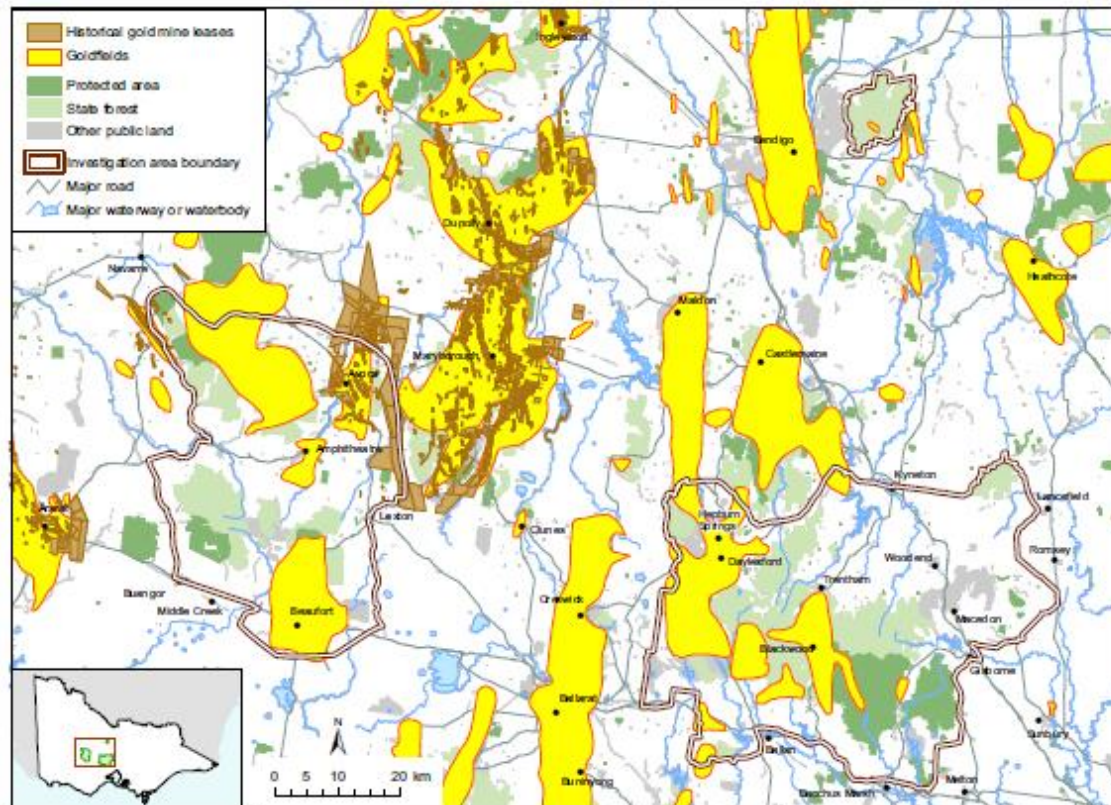 Historical gold mine leases
Goldfields
Protected area
State forest
Other public land
Investigation area boundary
Major road
Major waterway or waterbody
Inglewood
Bendigo
Dunolly
Navarre
Heathcote
Maldon
Maryborough
Castlemaine
Avoca
Amphitheatre
Kyneton
Lancefield
Ararat
Lexton
Clunes
Hepburn
Springs
Daylesford
Woodend
Romsey
Trentham
Buangor
Middle Creek
Beaufort
Creswick
Macedon
Blackwood
Gisborne
Ballarat
Sunbury
Ballan
Buninyong
Bacchus Marsh
Melton
N
0 5 10 20 km